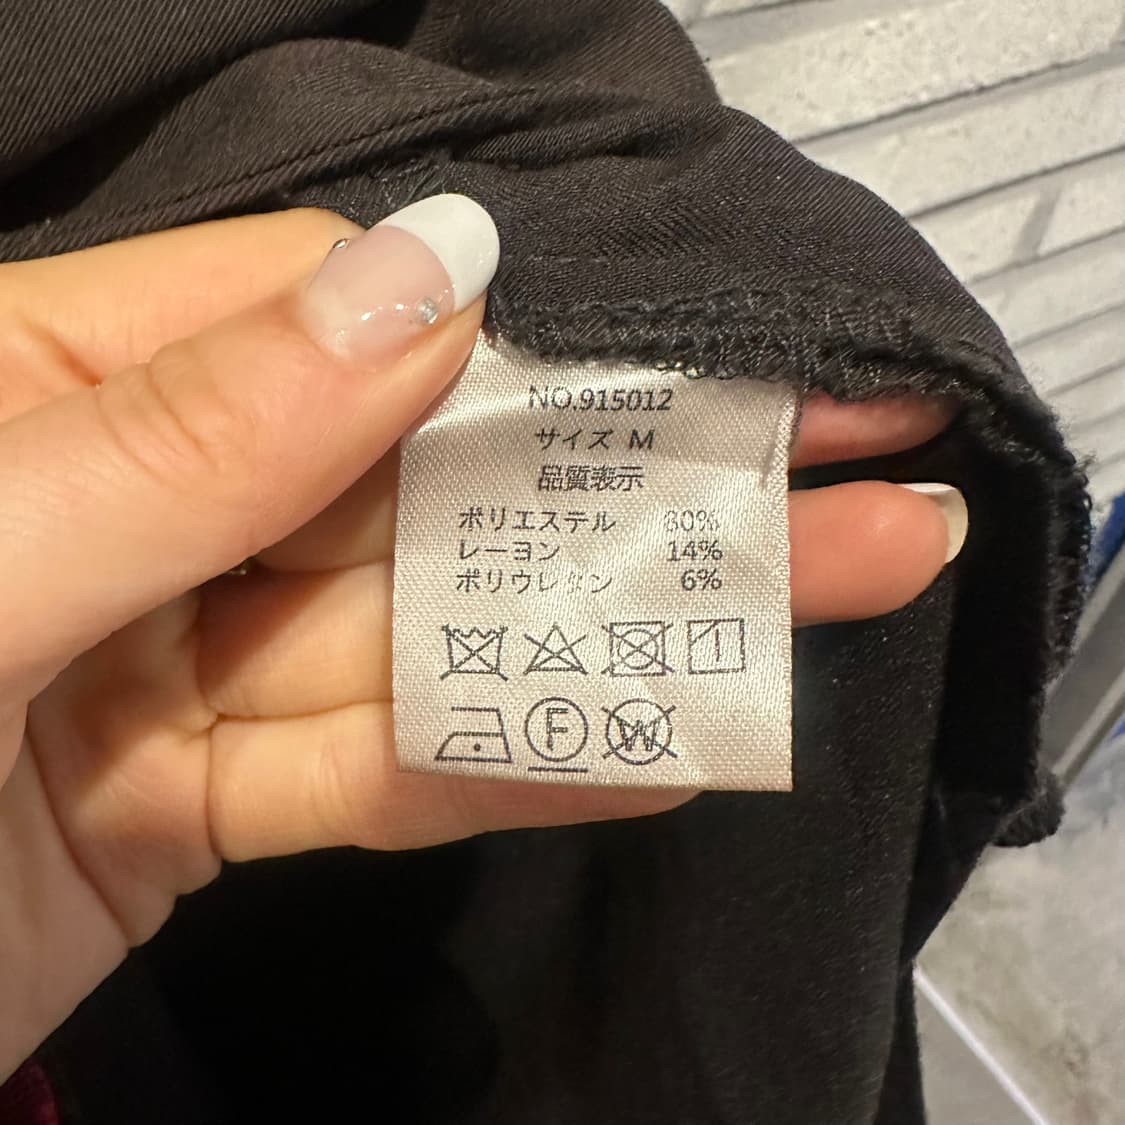 NO.915012
サイズ M
品質表示
ポリエステル 80%
レーヨン 14%
ポリウレタン 6%
F
W